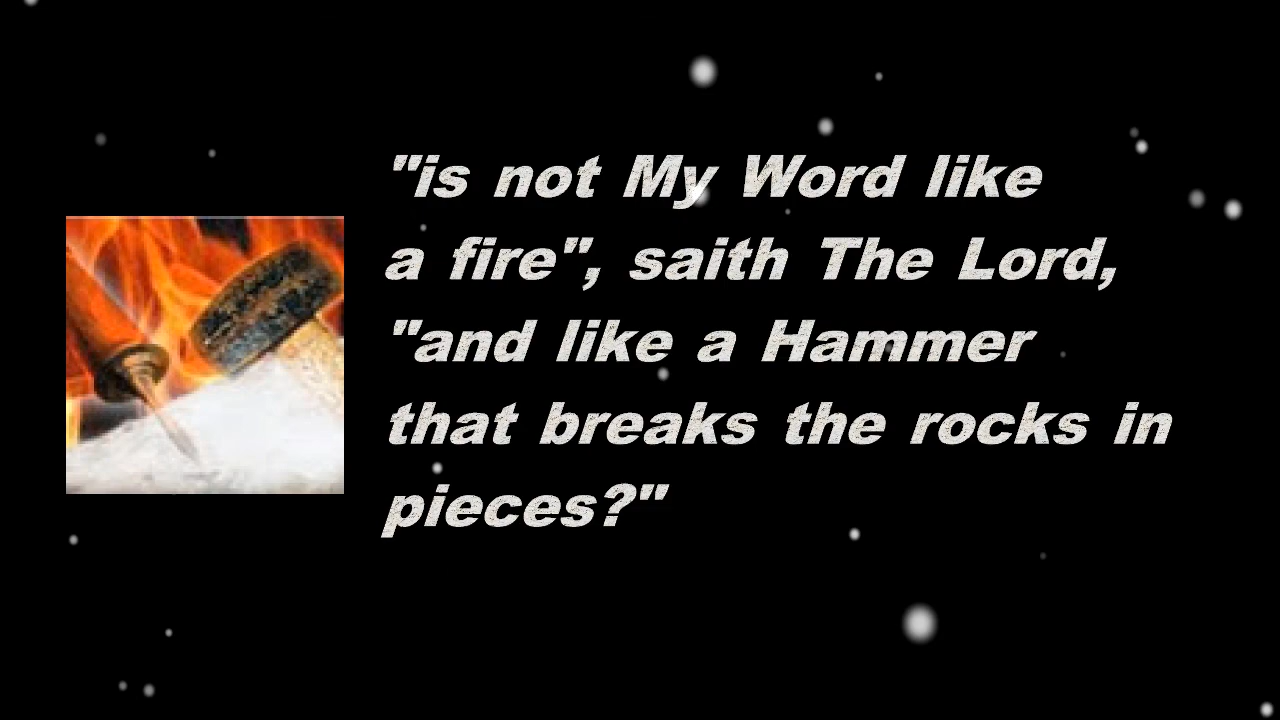 "is not My Word like
a fire", saith The Lord,
"and like a Hammer
that breaks the rocks in
pieces?"